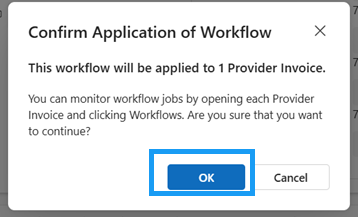 Confirm Application of Workflow
This workflow will be applied to 1 Provider Invoice.
You can monitor workflow jobs by opening each Provider
Invoice and clicking Workflows. Are you sure that you want
to continue?
OK
Cancel